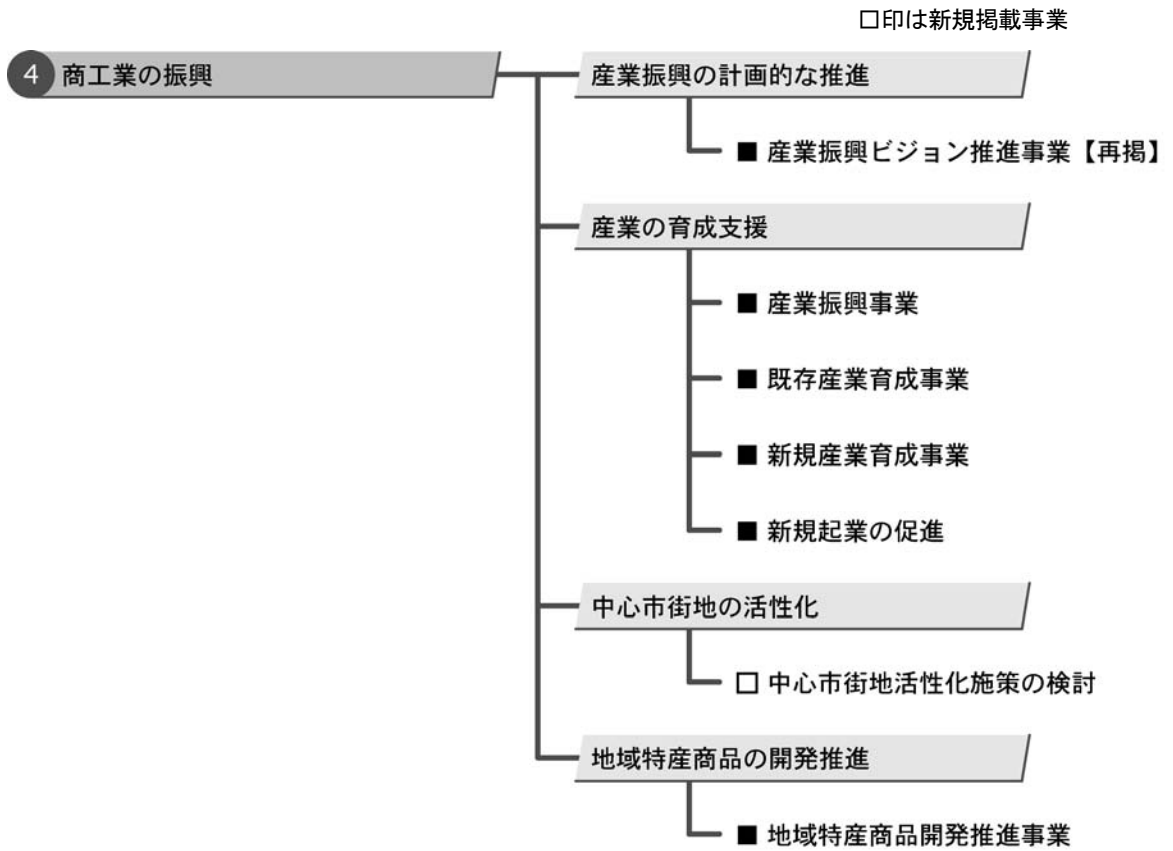 □印は新規掲載事業
4 商工業の振興
産業振興の計画的な推進
■ 産業振興ビジョン推進事業【再掲】
産業の育成支援
■ 産業振興事業
■ 既存産業育成事業
■ 新規産業育成事業
■ 新規起業の促進
中心市街地の活性化
□ 中心市街地活性化施策の検討
地域特産商品の開発推進
■ 地域特産商品開発推進事業